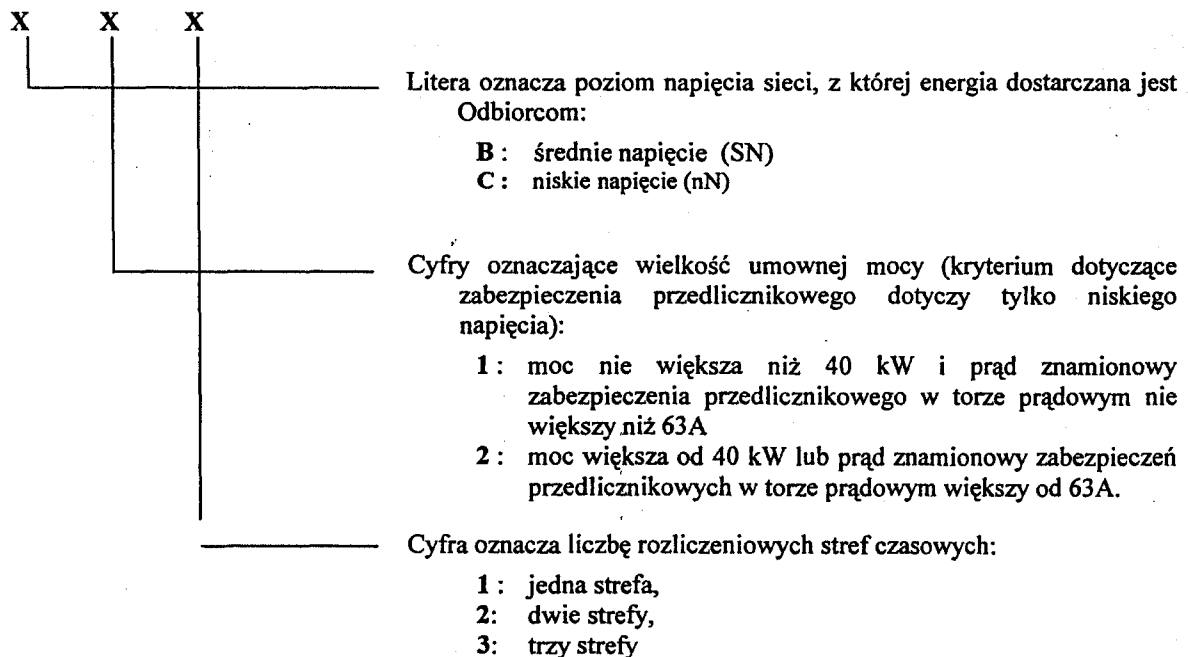 X X X
Litera oznacza poziom napięcia sieci, z której energia dostarczana jest
Odbiorcom:
B : średnie napięcie (SN)
C : niskie napięcie (nN)
Cyfry oznaczające wielkość umownej mocy (kryterium dotyczące
zabezpieczenia przedlicznikowego dotyczy tylko niskiego
napięcia):
1 : moc nie większa niż 40 kW i prąd znamionowy
zabezpieczenia przedlicznikowego w torze prądowym nie
większy niż 63A
2 : moc większa od 40 kW lub prąd znamionowy zabezpieczeń
przedlicznikowych w torze prądowym większy od 63A.
Cyfra oznacza liczbę rozliczeniowych stref czasowych:
1 : jedna strefa,
2: dwie strefy,
3: trzy strefy